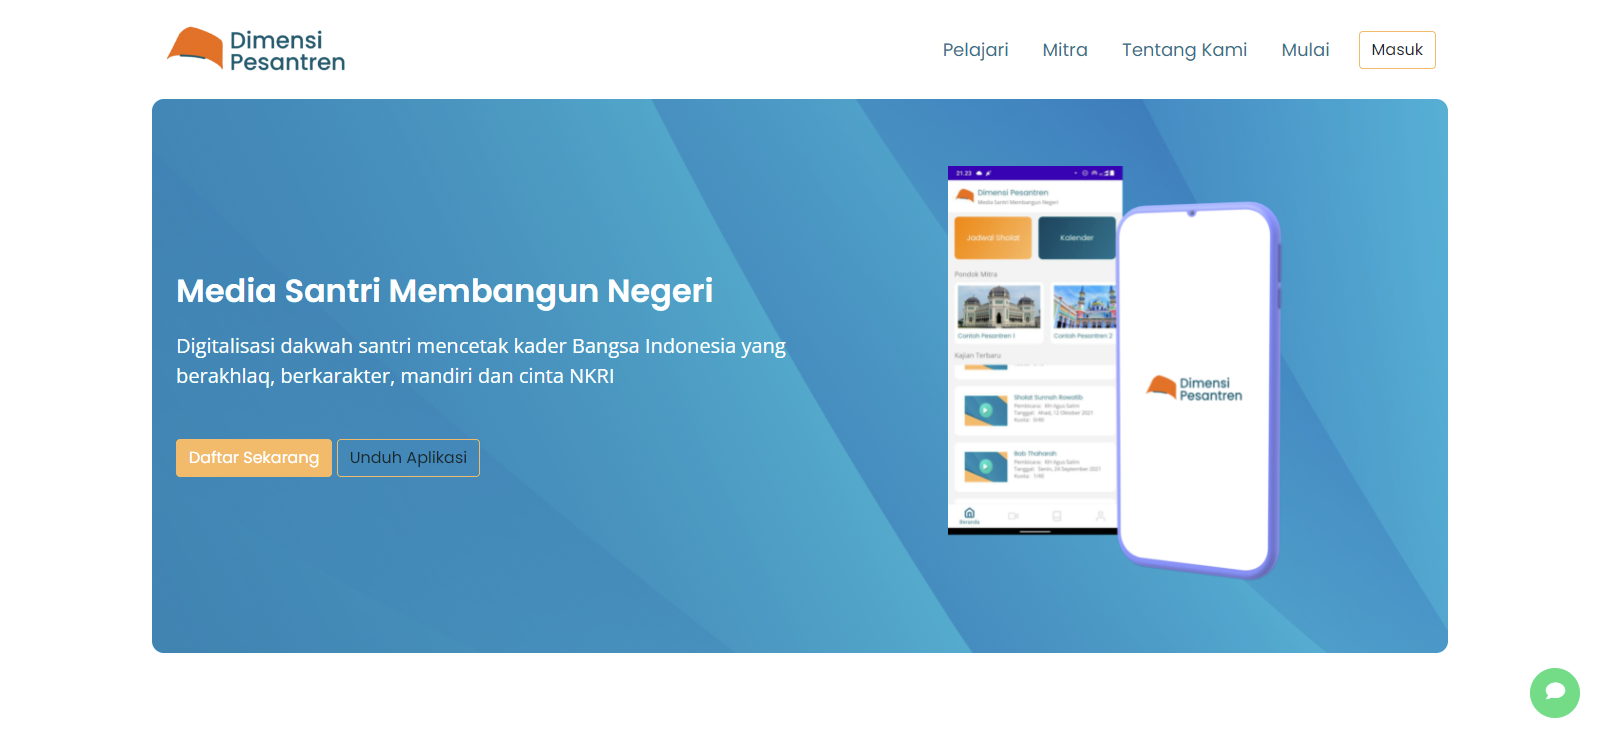 Dimensi
Pesantren
Pelajari
Mitra
Tentang Kami
Mulai
Masuk
Media Santri Membangun Negeri
Digitalisasi dakwah santri mencetak kader Bangsa Indonesia yang
berakhlaq, berkarakter, mandiri dan cinta NKRI
Daftar Sekarang
Unduh Aplikasi
21.23
Dimensi Pesantren
Media Santri Membangun Negeri
Jadwal Sholat
Kalender
Pondok Mitra
Contoh Pesantren 1
Contoh Pesantren 2
Kajian Terbaru
Sholat Sunnah Rawatib
Pembicara: KH Agus Salim
Tanggal: Ahad, 12 Oktober 2021
Kuota:
Bab Thaharah
Pembicara: KH Agus Salim
Tanggal: Senin, 24 September 2021
Kuota:
Beranda
Dimensi
Pesantren